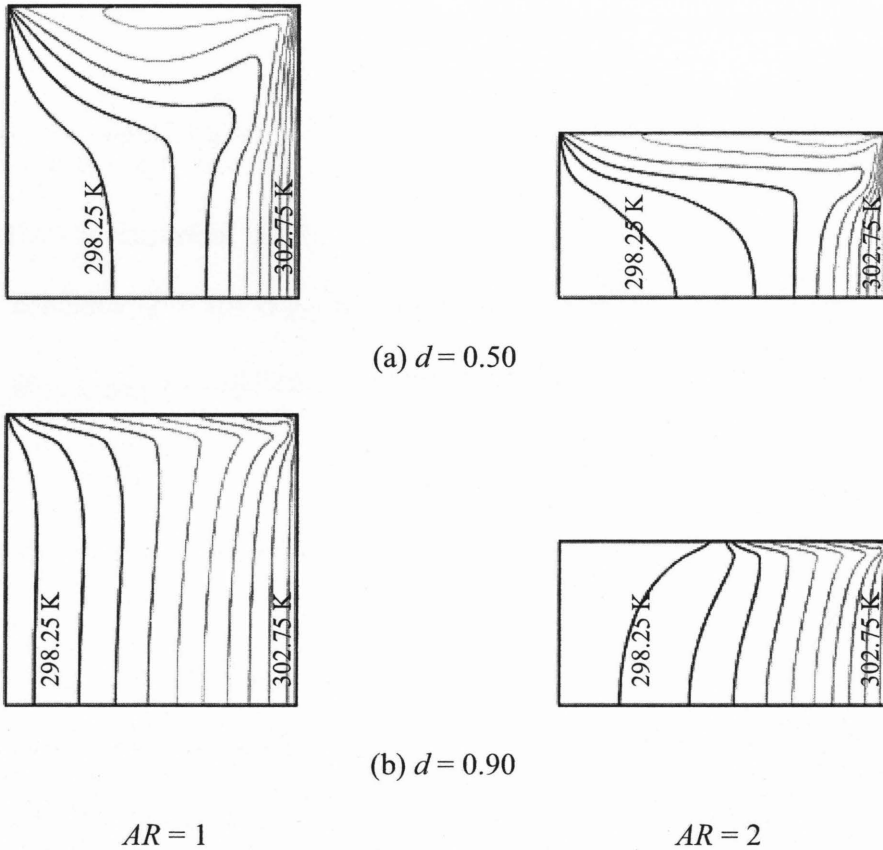 298.25 K
302.75 K
298.25 K
302.75 K
(a) d = 0.50
298.25 K
302.75 K
298.25 K
302.75 K
(b) d = 0.90
AR = 1
AR = 2